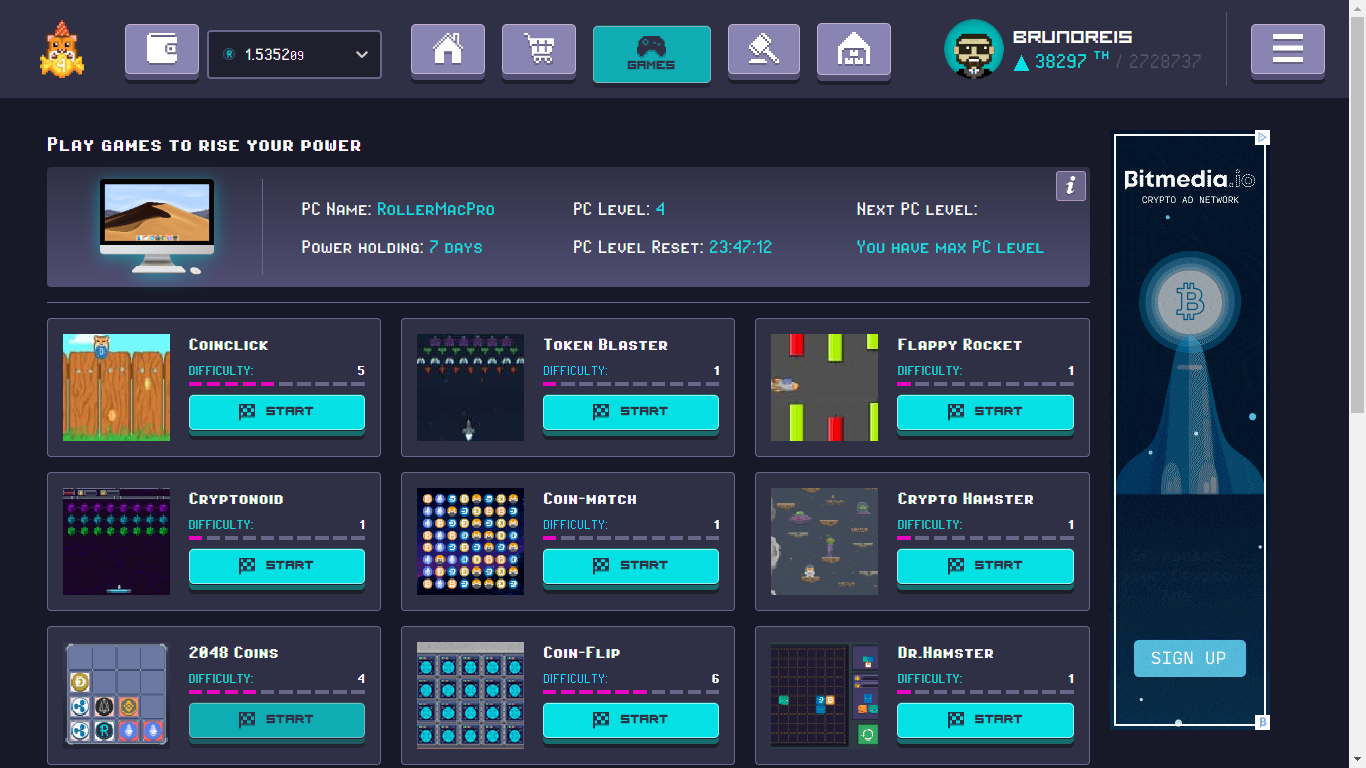 1.535209
GAMES
BRUNOREIS
38297 TH / 2728737
Play games to rise your power
PC Name: RollerMacPro
PC Level: 4
Next PC level:
Power holding: 7 days
PC Level Reset: 23:47:12
You have max PC level
i
Coinclick
DIFFICULTY: 5
START
Token Blaster
DIFFICULTY: 1
START
Flappy Rocket
DIFFICULTY: 1
START
Cryptonoid
DIFFICULTY: 1
START
Coin-match
DIFFICULTY: 1
START
Crypto Hamster
DIFFICULTY: 1
START
2048 Coins
DIFFICULTY: 4
START
Coin-Flip
DIFFICULTY: 6
START
Dr.Hamster
DIFFICULTY: 1
START
Bitmedia.io
CRYPTO AD NETWORK
SIGN UP